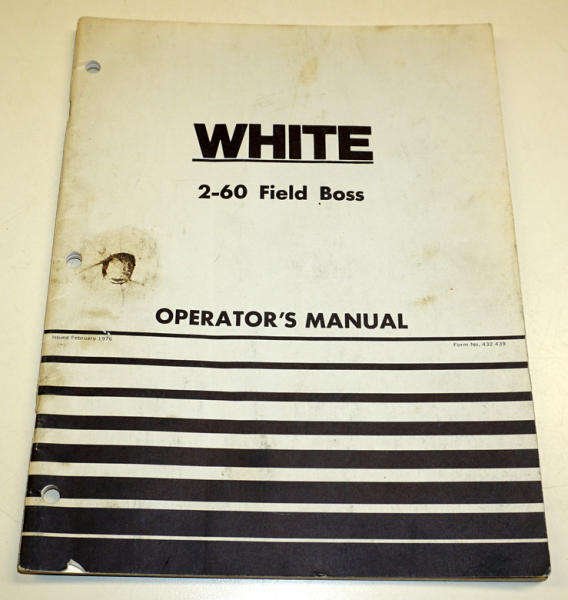 WHITE
2-60 Field Boss
OPERATOR'S MANUAL
Issued February 1976
Form No. 432 439